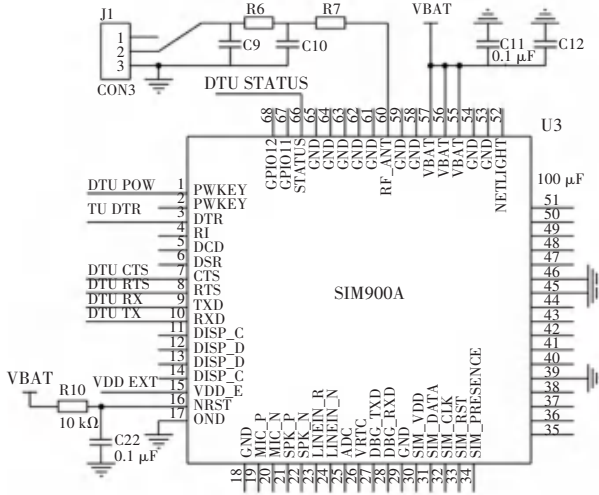 J1
R6
R7
VBAT
1
2
3
CON3
C9
C10
C11
0.1 μF
C12
DTU STATUS
68
67
66
65
64
63
62
61
60
59
58
57
56
55
54
53
52
U3
GPIO12
GPIO11
STATUS
GND
GND
GND
GND
GND
RF_ANT
GND
GND
VBAT
VBAT
VBAT
GND
GND
NETLIGHT
100 μF
DTU POW
TU DTR
DTU CTS
DTU RTS
DTU RX
DTU TX
VDD EXT
1 PWKEY
2 PWKEY
3 DTR
4 RI
5 DCD
6 DSR
7 CTS
8 RTS
9 TXD
10 RXD
11 DISP_C
12 DISP_D
13 DISP_D
14 DISP_C
15 VDD_E
16 NRST
17 OND
SIM900A
51
50
49
48
47
46
45
44
43
42
41
40
39
38
37
36
35
VBAT
R10
10 kΩ
C22
0.1 μF
GND
MIC_P
MIC_N
SPK_P
SPK_N
LINEIN_R
LINEIN_N
ADC
VRTC
DBG_TXD
DBG_RXD
GND
SIM_VDD
SIM_DATA
SIM_CLK
SIM_RST
SIM_PRESENCE
18
19
20
21
22
23
24
25
26
27
28
29
30
31
32
33
34